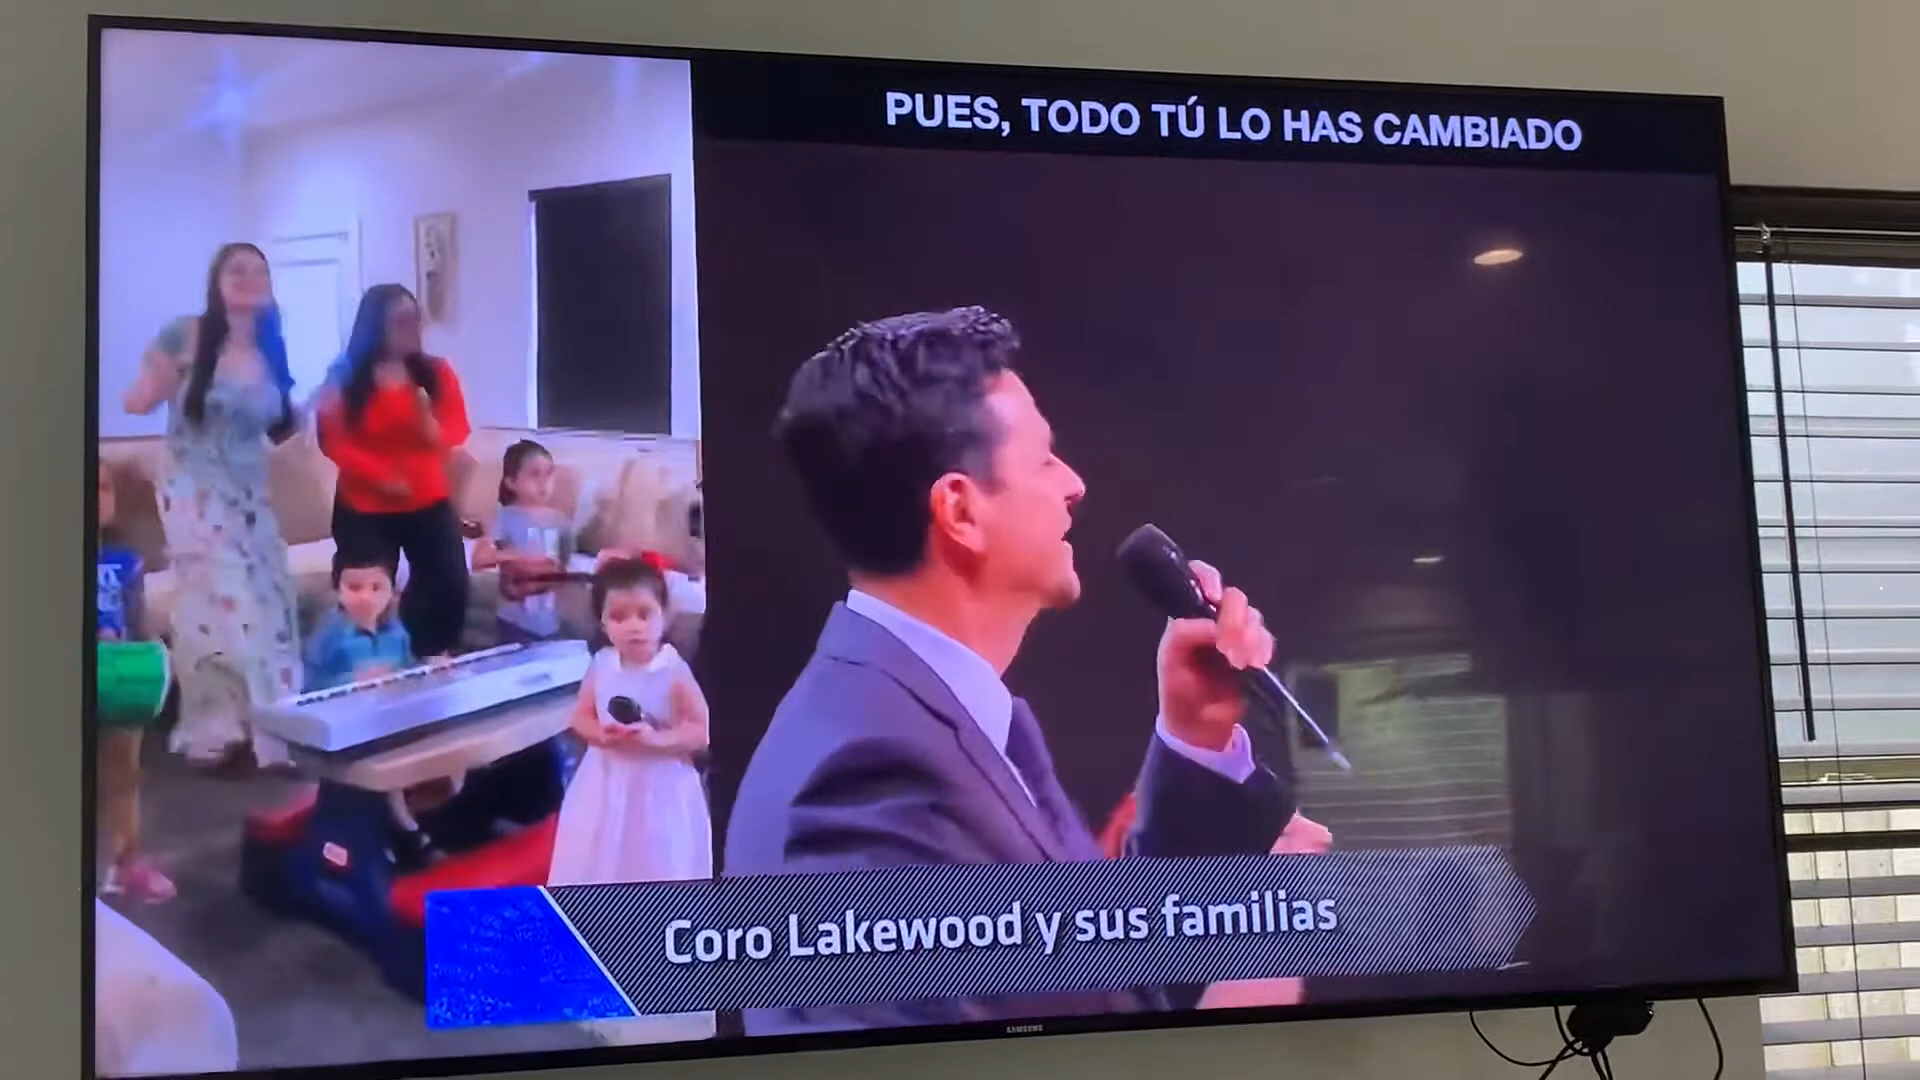 PUES, TODO TÚ LO HAS CAMBIADO
Coro Lakewood y sus familias
SAMSUNG